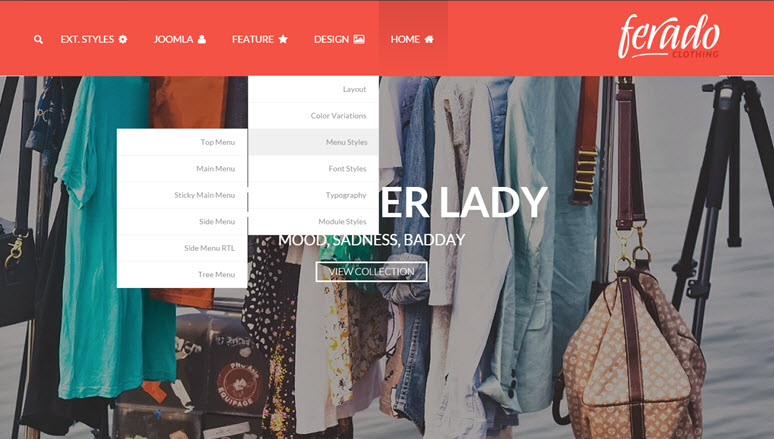 EXT. STYLES JOOMLA FEATURE DESIGN HOME
ferado
CLOTHING
Layout
Color Variations
Menu Styles
Font Styles
Typography
Module Styles
Top Menu
Main Menu
Sticky Main Menu
Side Menu
Side Menu RTL
Tree Menu
ER LADY
MOOD, SADNESS, BADDAY
VIEW COLLECTION